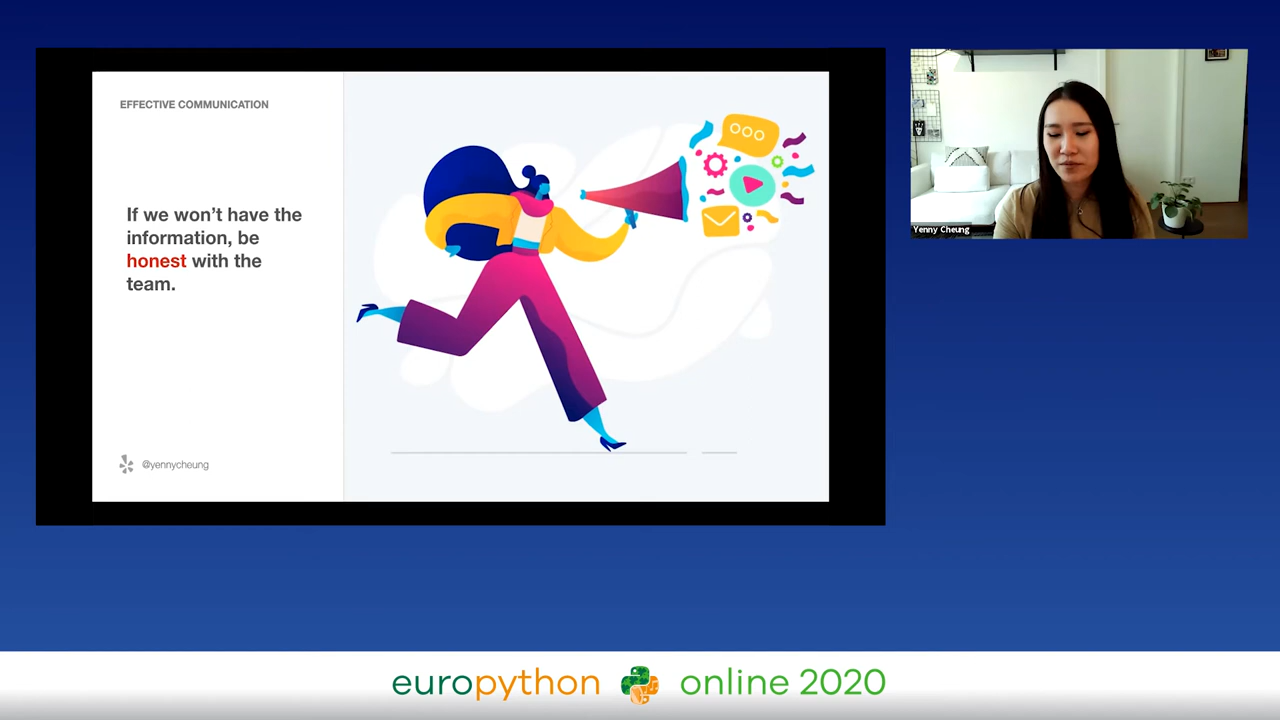 EFFECTIVE COMMUNICATION
If we won’t have the
information, be
honest with the
team.
@yennycheung
Yenny Cheung
europython online 2020